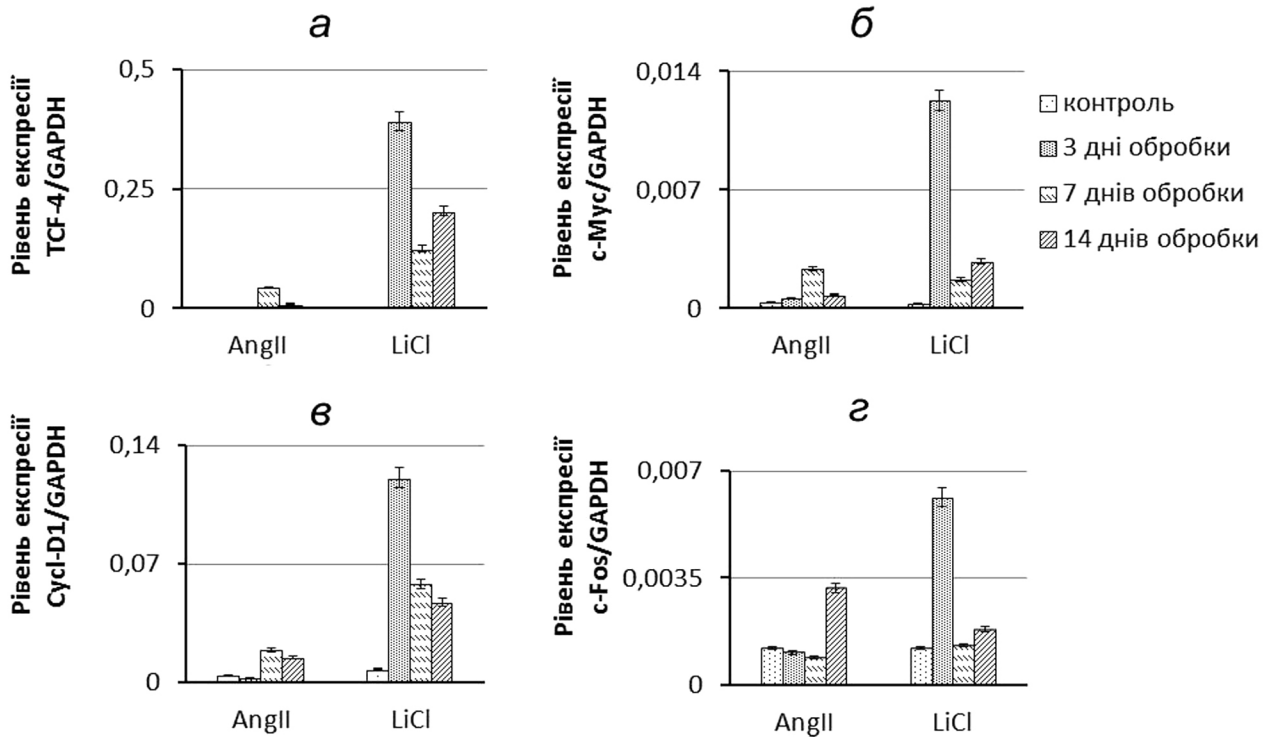 а
Рівень експресії
TCF-4/GAPDH
0,5
0,25
0
AngII
LiCl
б
Рівень експресії
c-Myc/GAPDH
0,014
0,007
0
AngII
LiCl
контроль
3 дні обробки
7 днів обробки
14 днів обробки
в
Рівень експресії
Cycl-D1/GAPDH
0,14
0,07
0
AngII
LiCl
г
Рівень експресії
c-Fos/GAPDH
0,007
0,0035
0
AngII
LiCl